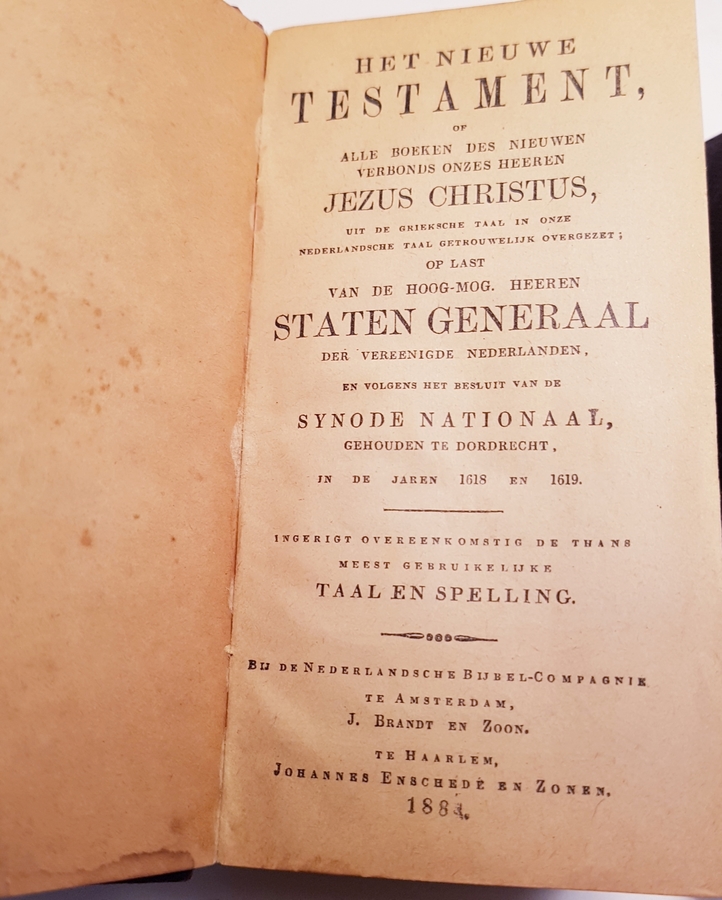 HET NIEUWE
TESTAMENT,
OF
ALLE BOEKEN DES NIEUWEN
VERBONDS ONZES HEEREN
JEZUS CHRISTUS,
UIT DE GRIEKSCHE TAAL IN ONZE
NEDERLANDSCHE TAAL GETROUWELIJK OVERGEZET;
OP LAST
VAN DE HOOG-MOG. HEEREN
STATEN GENERAAL
DER VEREENIGDE NEDERLANDEN,
EN VOLGENS HET BESLUIT VAN DE
SYNODE NATIONAAL,
GEHOUDEN TE DORDRECHT,
IN DE JAREN 1618 EN 1619.
INGERIGT OVEREENKOMSTIG DE THANS
MEEST GEBRUIKELIJKE
TAAL EN SPELLING.
BIJ DE NEDERLANDSCHE BIJBEL-COMPAGNIE
TE AMSTERDAM,
J. BRANDT EN ZOON.
TE HAARLEM,
JOHANNES ENSCHEDÉ EN ZONEN.